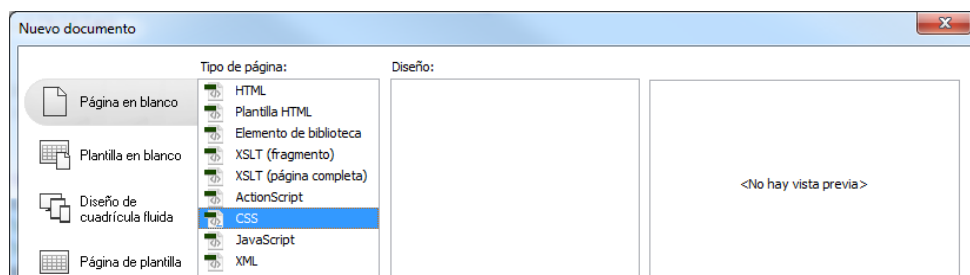 Nuevo documento
Tipo de página:
Diseño:
Página en blanco
Plantilla en blanco
Diseño de
cuadrícula fluida
Página de plantilla
HTML
Plantilla HTML
Elemento de biblioteca
XSLT (fragmento)
XSLT (página completa)
ActionScript
CSS
JavaScript
XML
<No hay vista previa>